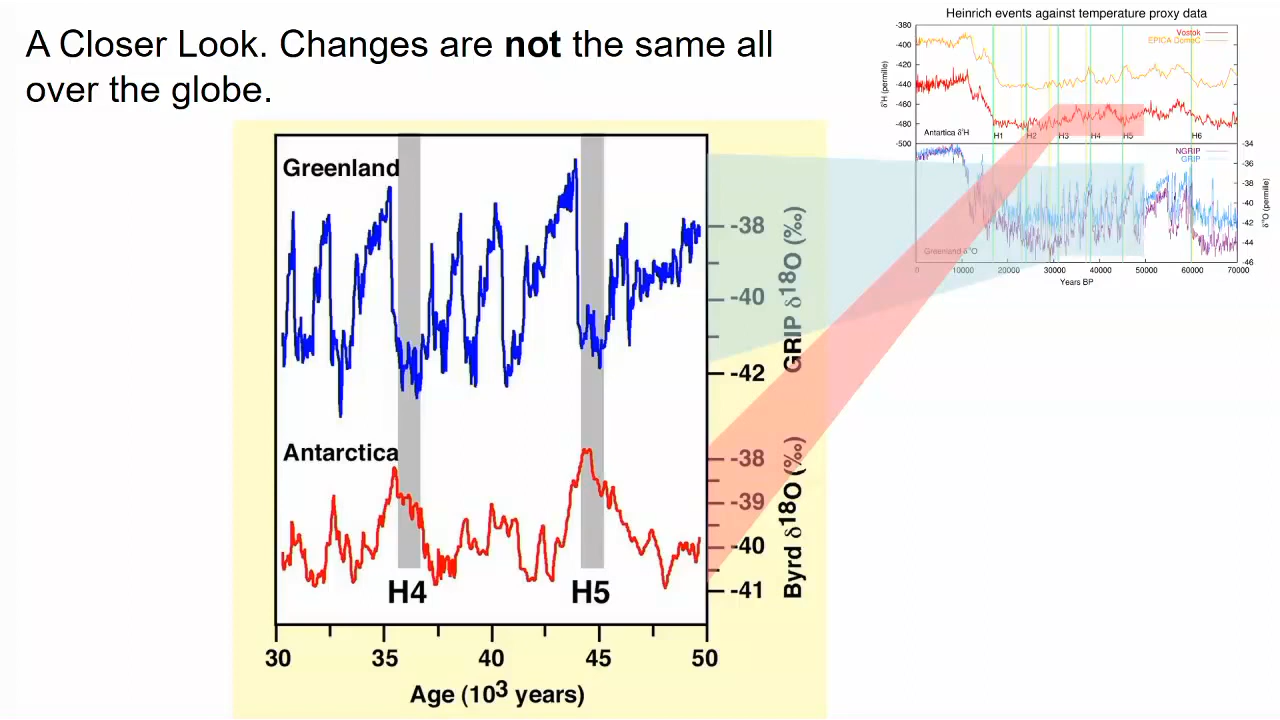 A Closer Look. Changes are not the same all
over the globe.
Greenland
Antarctica
H4
H5
30
35
40
45
50
Age (10³ years)
-38
-40
-42
GRIP δ¹⁸O (‰)
-38
-39
-40
-41
Byrd δ¹⁸O (‰)
Heinrich events against temperature proxy data
-380
-400
-440
-460
-480
-500
δ²H (permille)
Vostok
EPICA DomeC
Antartica δ²H
H1
H2
H3
H4
H5
H6
NGRIP
GRIP
Greenland δ¹⁸O
-34
-36
-38
-40
-42
-44
-46
δ¹⁸O (permille)
0
10000
20000
30000
40000
50000
60000
70000
Years BP